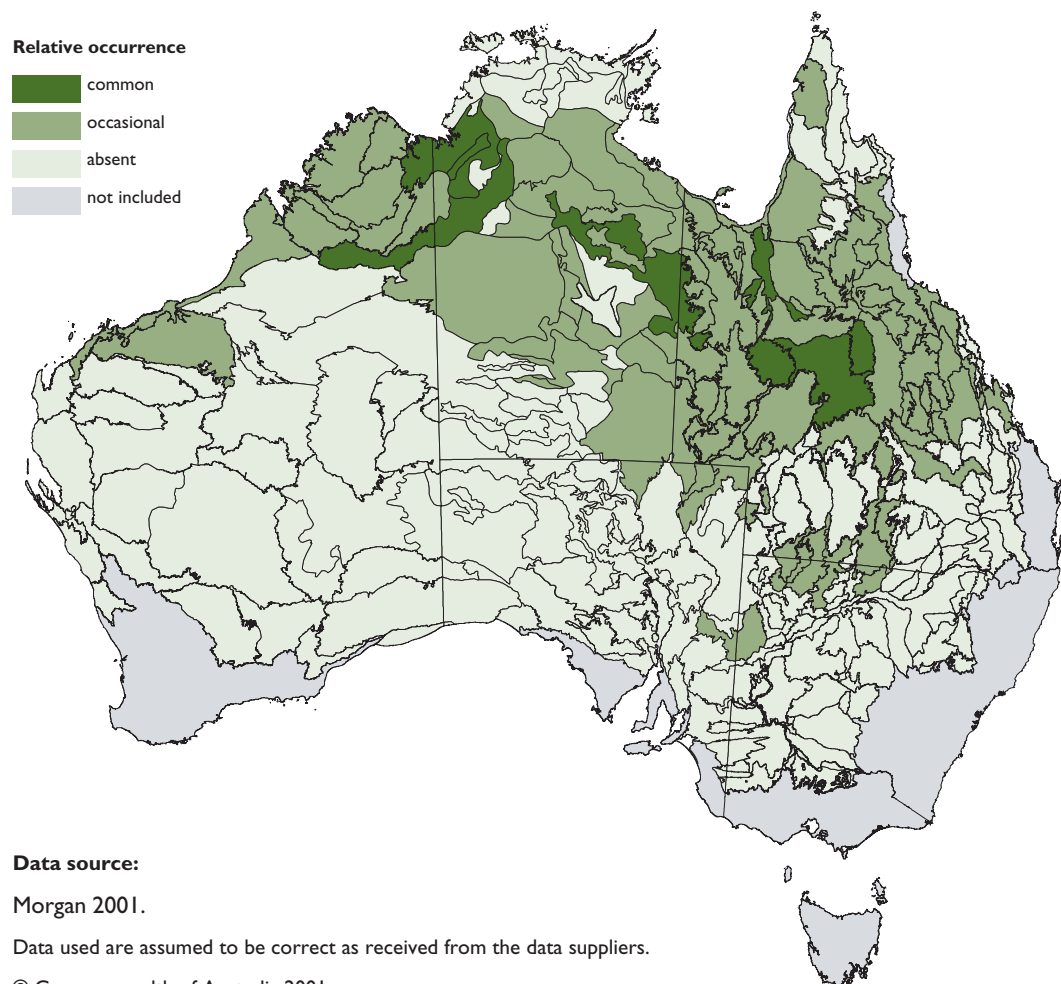 Relative occurrence
common
occasional
absent
not included
Data source:
Morgan 2001.
Data used are assumed to be correct as received from the data suppliers.